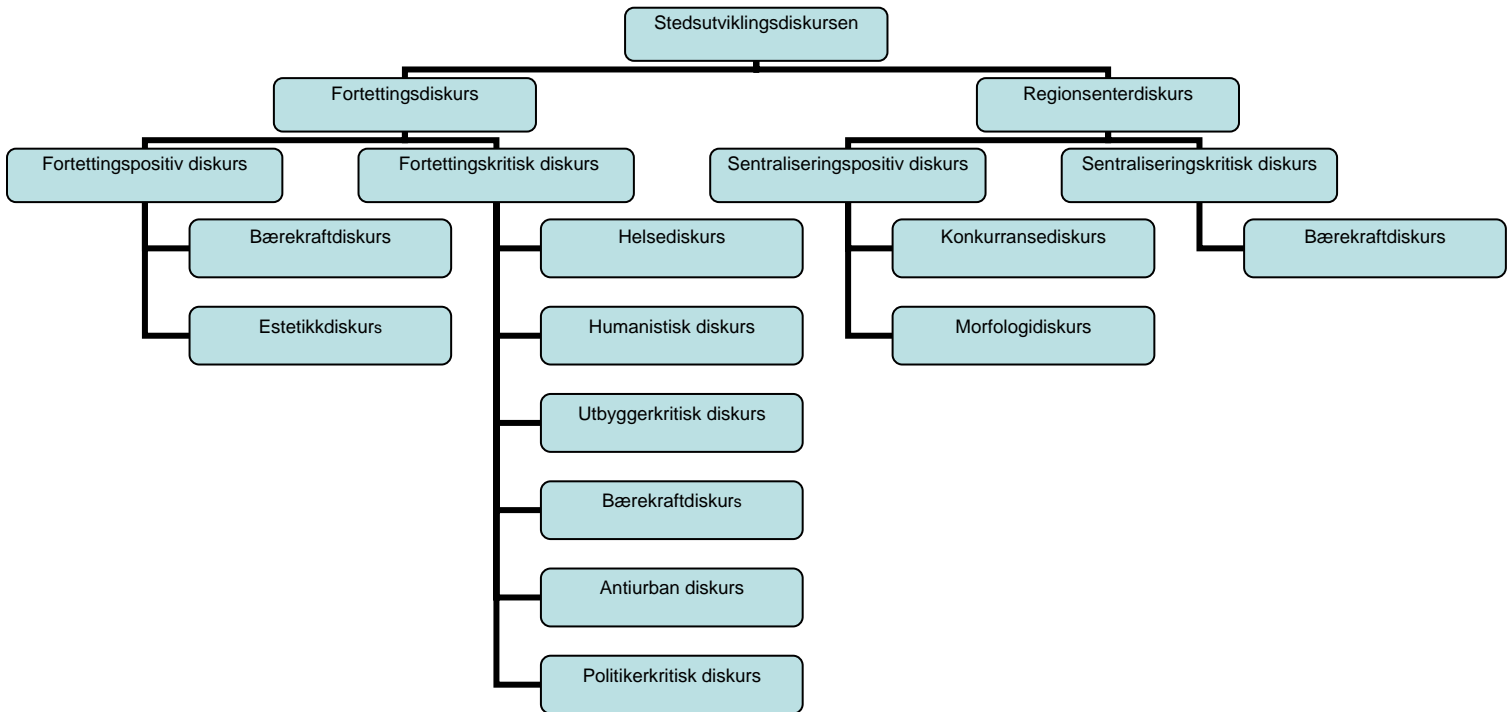 Stedsutviklingsdiskursen
Fortettingsdiskurs
Regionsenterdiskurs
Fortettingspositiv diskurs
Fortettingskritisk diskurs
Sentraliseringspositiv diskurs
Sentraliseringskritisk diskurs
Bærekraftdiskurs
Helsediskurs
Konkurransediskurs
Bærekraftdiskurs
Estetikkdiskurs
Humanistisk diskurs
Morfologidiskurs
Utbyggerkritisk diskurs
Bærekraftdiskurs
Antiurban diskurs
Politikerkritisk diskurs